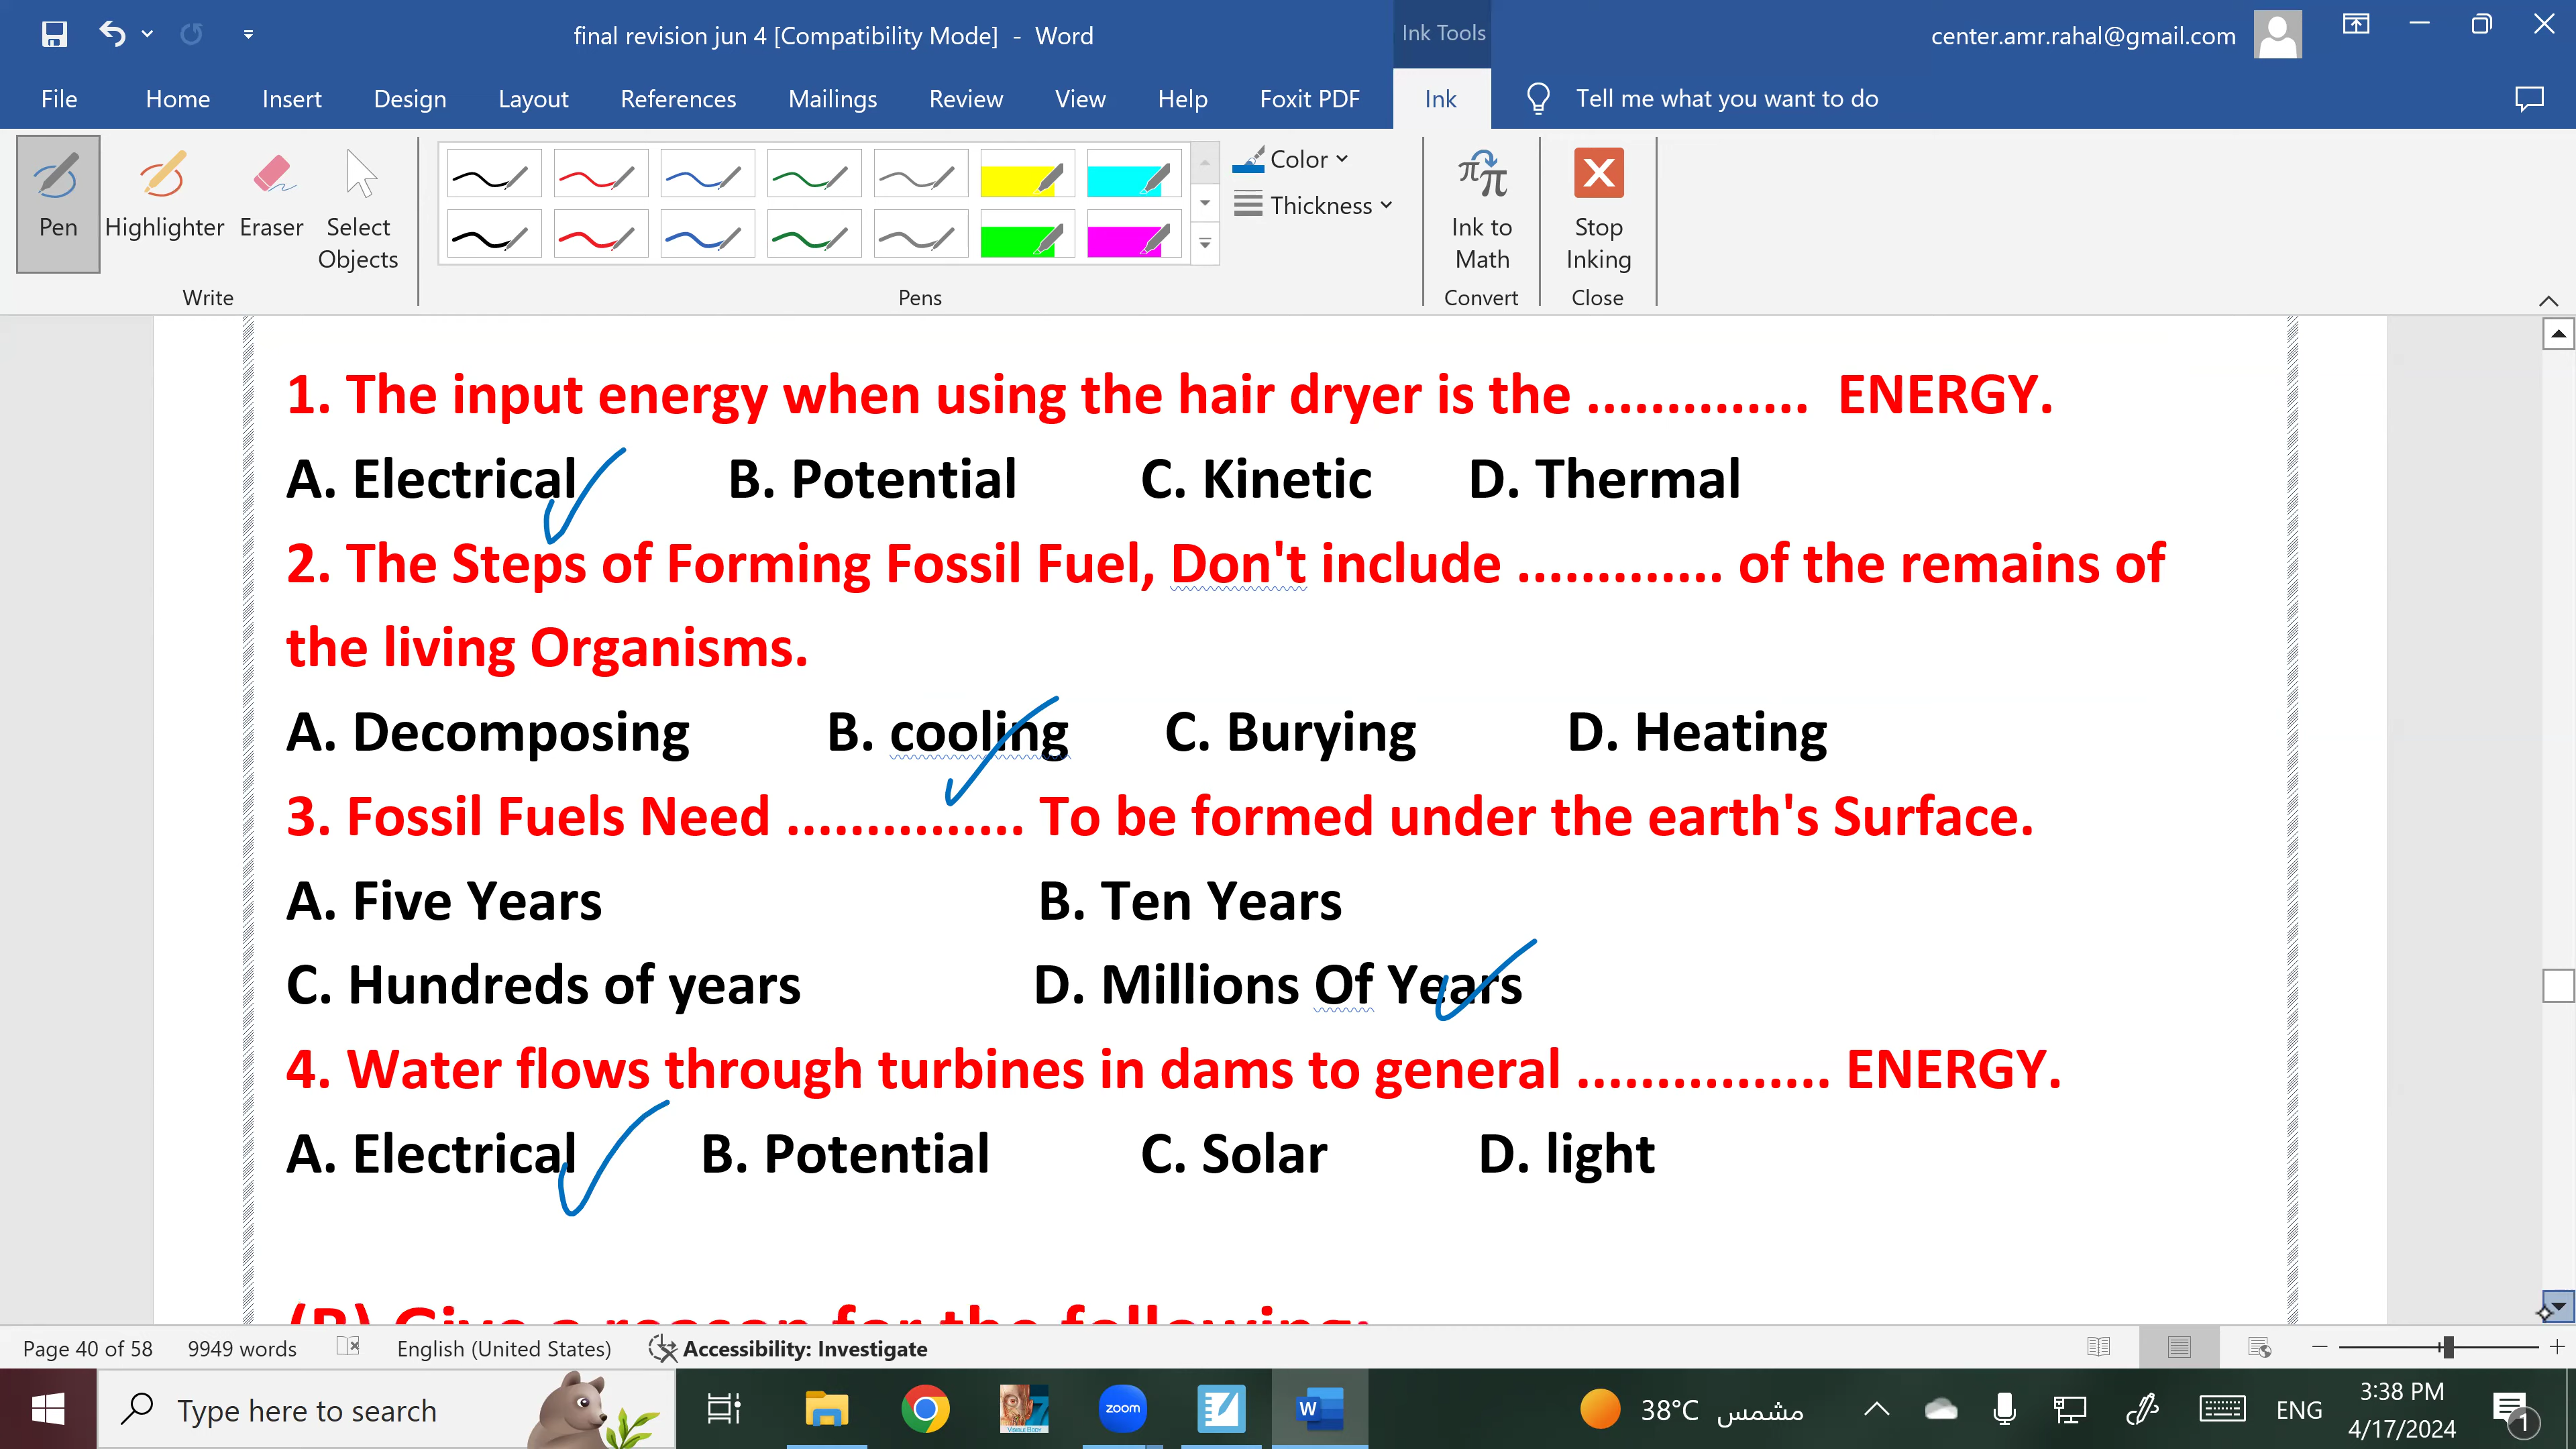 final revision jun 4 [Compatibility Mode] - Word
Ink Tools
center.amr.rahal@gmail.com
File Home Insert Design Layout References Mailings Review View Help Foxit PDF Ink Tell me what you want to do
Pen Highlighter Eraser Select Objects
Color
Thickness
Ink to Math
Stop Inking
Write Pens Convert Close
1. The input energy when using the hair dryer is the .............. ENERGY.
A. Electrical B. Potential C. Kinetic D. Thermal
2. The Steps of Forming Fossil Fuel, Don't include ............. of the remains of
the living Organisms.
A. Decomposing B. cooling C. Burying D. Heating
3. Fossil Fuels Need ............... To be formed under the earth's Surface.
A. Five Years B. Ten Years
C. Hundreds of years D. Millions Of Years
4. Water flows through turbines in dams to general ................ ENERGY.
A. Electrical B. Potential C. Solar D. light
(B) Give a reason for the following:
Page 40 of 58 9949 words English (United States) Accessibility: Investigate
Type here to search
zoom
W
38°C مشمس
ENG
3:38 PM
4/17/2024
1